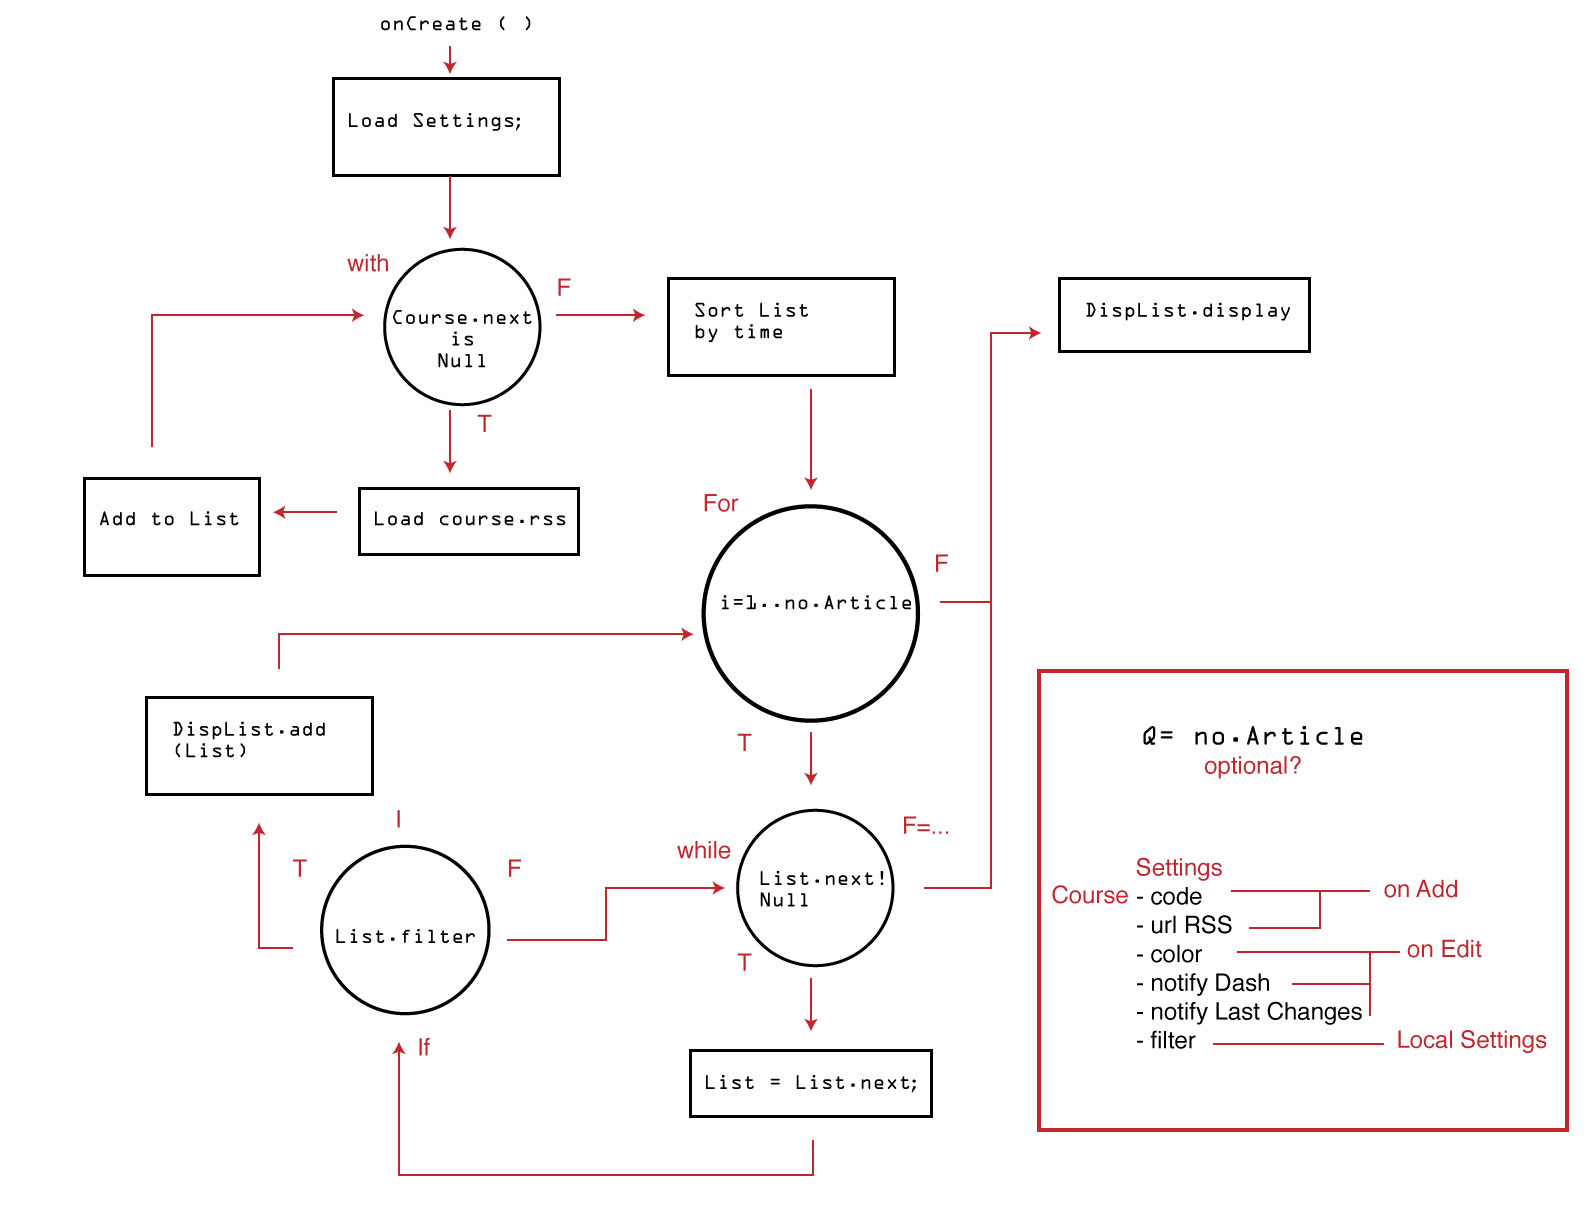 onCreate ( )
Load Settings;
with
Course.next
is
Null
F
T
Sort List
by time
DispList.display
Add to List
Load course.rss
For
i=1..no.Article
F
T
DispList.add
(List)
I
T
F
List.filter
If
while
List.next!
Null
F=...
T
List = List.next;
Q= no.Article
optional?
Settings
Course - code on Add
- url RSS
- color on Edit
- notify Dash
- notify Last Changes
- filter Local Settings